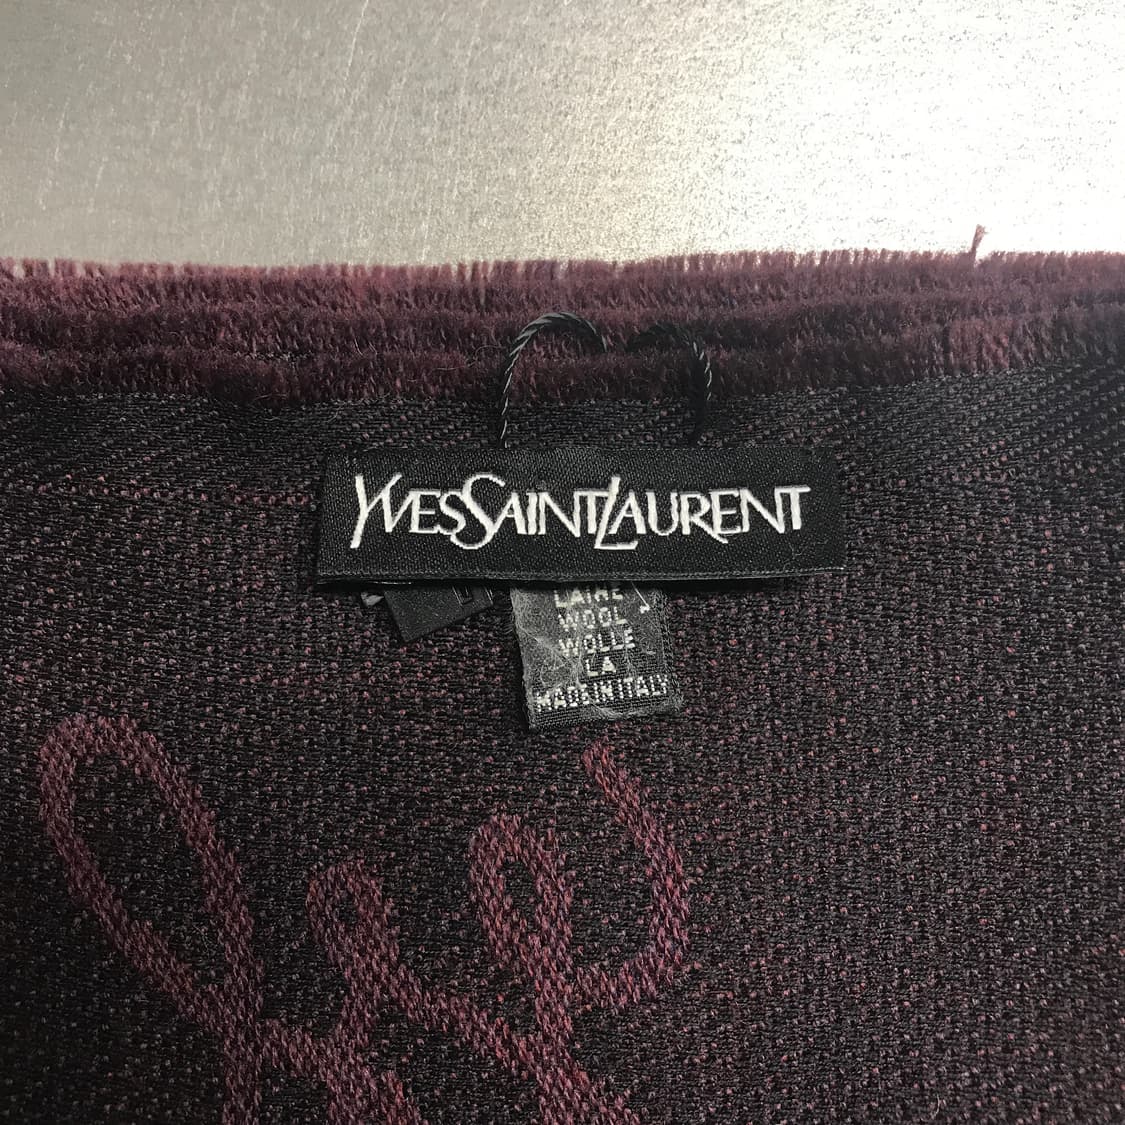 YVESSAINTLAURENT
LAINE
WOOL
WOLLE
LA
MADE IN ITALY